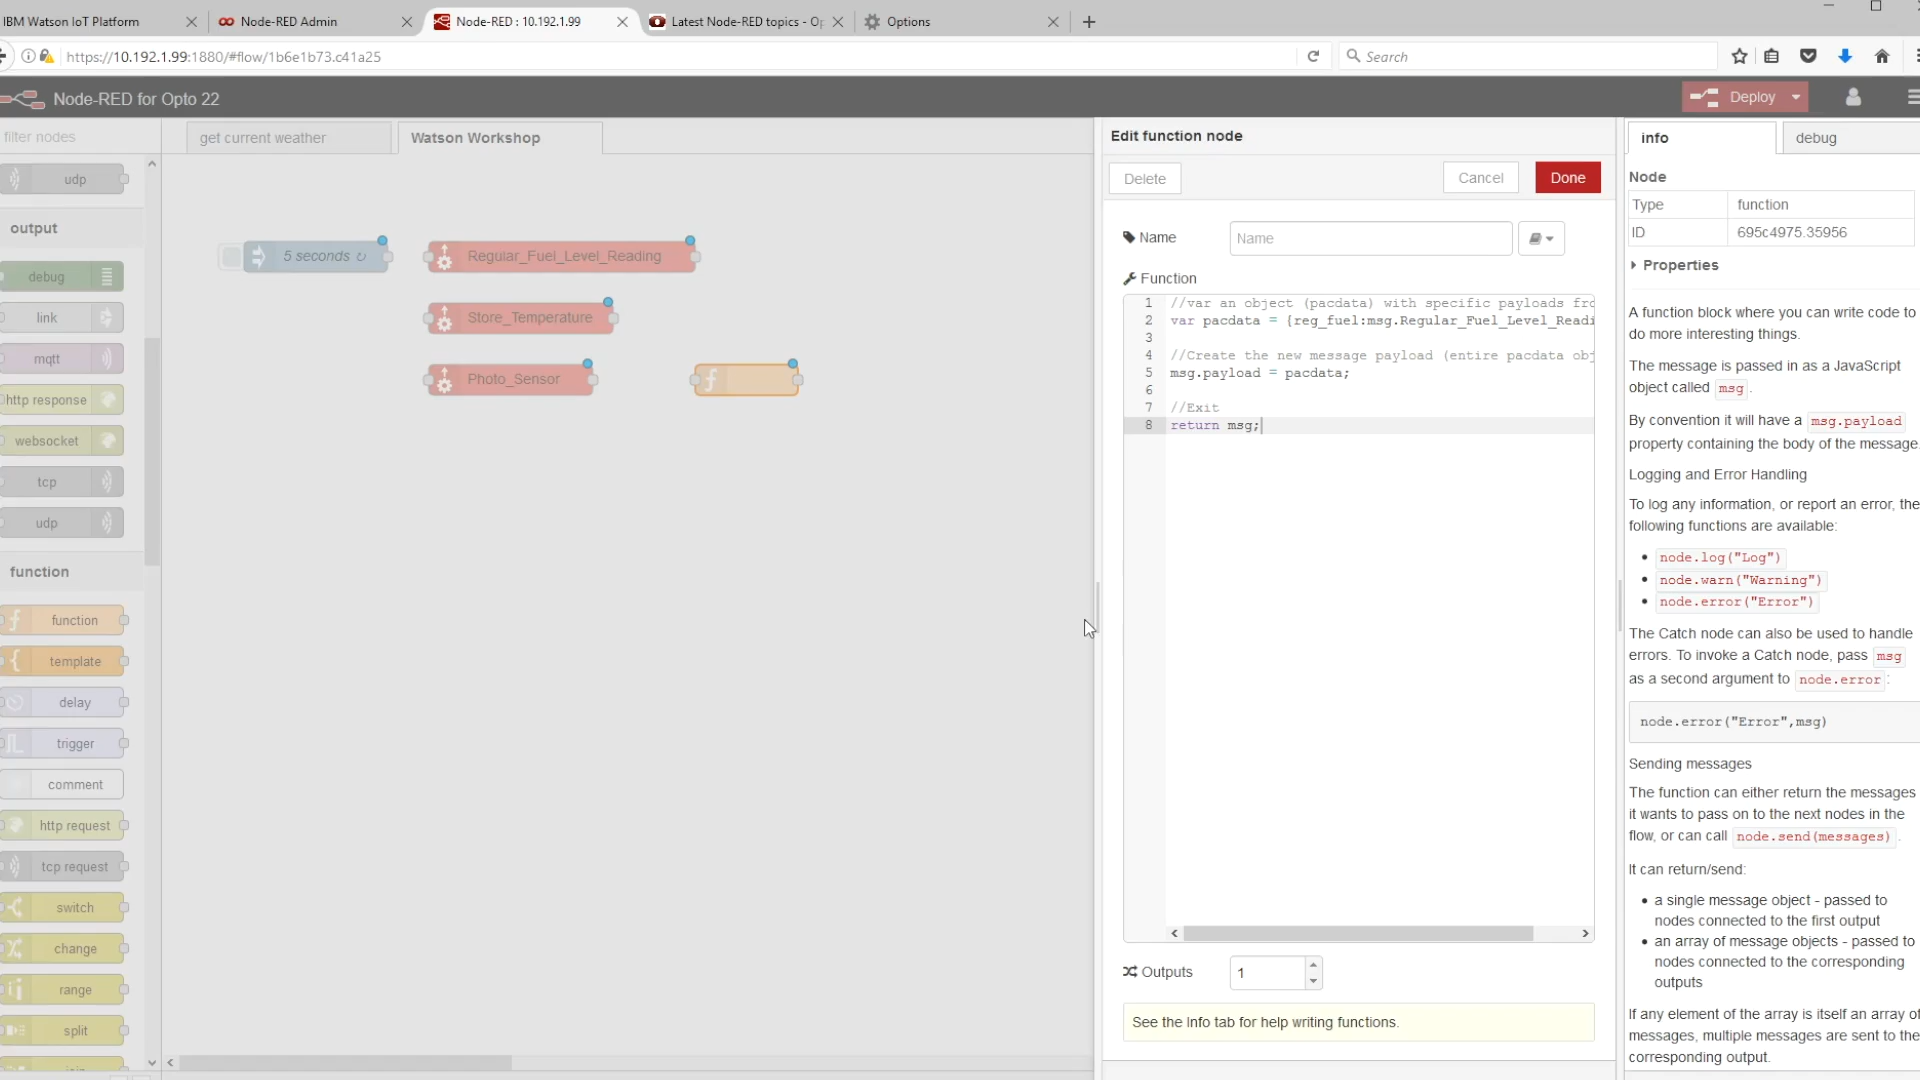 IBM Watson IoT Platform
Node-RED Admin
Node-RED : 10.192.1.99
Latest Node-RED topics - Op
Options
https://10.192.1.99:1880/#flow/1b6e1b73.c41a25
Search
Node-RED for Opto 22
Deploy
filter nodes
get current weather
Watson Workshop
udp
output
debug
link
mqtt
http response
websocket
tcp
udp
function
function
template
delay
trigger
comment
http request
tcp request
switch
change
range
split
5 seconds ↻
Regular_Fuel_Level_Reading
Store_Temperature
Photo_Sensor
Edit function node
Delete
Cancel
Done
Name
Name
Function
1 //var an object (pacdata) with specific payloads fro
2 var pacdata = {reg_fuel:msg.Regular_Fuel_Level_Readi
3
4 //Create the new message payload (entire pacdata obj
5 msg.payload = pacdata;
6
7 //Exit
8 return msg;
Outputs
1
See the Info tab for help writing functions.
info
debug
Node
Type function
ID 695c4975.35956
Properties
A function block where you can write code to
do more interesting things.
The message is passed in as a JavaScript
object called msg .
By convention it will have a msg.payload
property containing the body of the message.
Logging and Error Handling
To log any information, or report an error, the
following functions are available:
• node.log("Log")
• node.warn("Warning")
• node.error("Error")
The Catch node can also be used to handle
errors. To invoke a Catch node, pass msg
as a second argument to node.error :
node.error("Error",msg)
Sending messages
The function can either return the messages
it wants to pass on to the next nodes in the
flow, or can call node.send(messages) .
It can return/send:
• a single message object - passed to
nodes connected to the first output
• an array of message objects - passed to
nodes connected to the corresponding
outputs
If any element of the array is itself an array of
messages, multiple messages are sent to the
corresponding output.